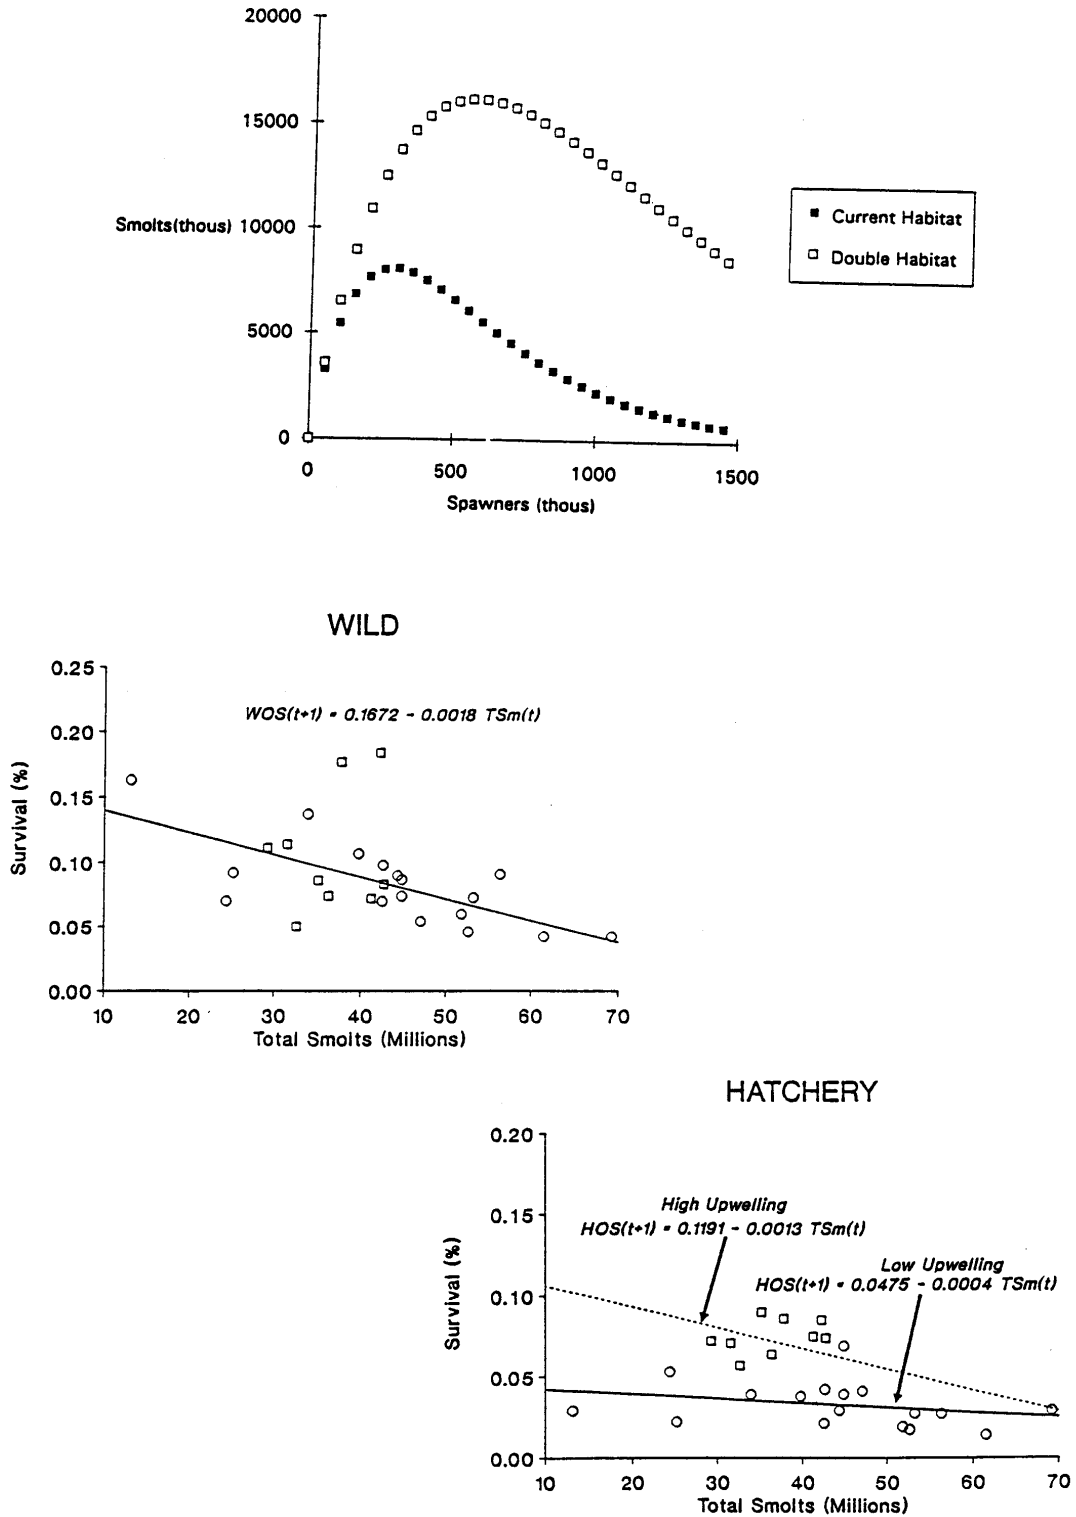 20000
15000
Smolts(thous) 10000
5000
0
0 500 1000 1500
Spawners (thous)
Current Habitat
Double Habitat
WILD
0.25
0.20
0.15
0.10
0.05
0.00
Survival (%)
WOS(t+1) = 0.1672 - 0.0018 TSm(t)
10 20 30 40 50 60 70
Total Smolts (Millions)
HATCHERY
0.20
0.15
0.10
0.05
0.00
Survival (%)
High Upwelling
HOS(t+1) = 0.1191 - 0.0013 TSm(t)
Low Upwelling
HOS(t+1) = 0.0475 - 0.0004 TSm(t)
10 20 30 40 50 60 70
Total Smolts (Millions)